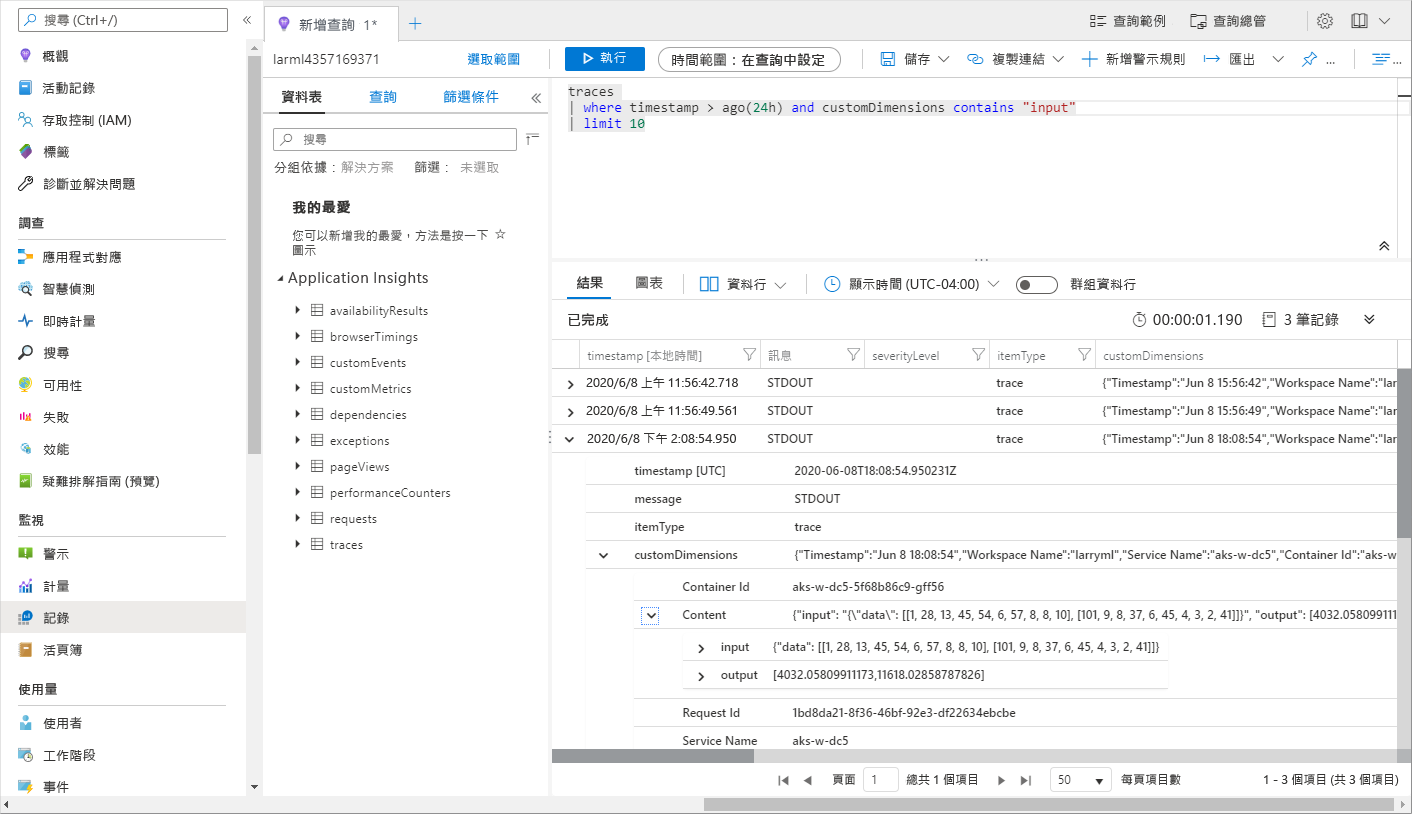 搜尋 (Ctrl+/)
概觀
活動記錄
存取控制 (IAM)
標籤
診斷並解決問題
調查
應用程式對應
智慧偵測
即時計量
搜尋
可用性
失敗
效能
疑難排解指南 (預覽)
監視
警示
計量
記錄
活頁簿
使用量
使用者
工作階段
事件
新增查詢 1*
查詢範例 查詢總管
larml4357169371 選取範圍
執行 時間範圍：在查詢中設定 儲存 複製連結 新增警示規則 匯出 ... ...
資料表 查詢 篩選條件
搜尋
分組依據：解決方案 篩選： 未選取
我的最愛
您可以新增我的最愛，方法是按一下 ☆
圖示
Application Insights
availabilityResults
browserTimings
customEvents
customMetrics
dependencies
exceptions
pageViews
performanceCounters
requests
traces
traces
| where timestamp > ago(24h) and customDimensions contains "input"
| limit 10
結果 圖表 資料行 顯示時間 (UTC-04:00) 群組資料行
已完成 00:00:01.190 3 筆記錄
timestamp [本地時間] 訊息 severityLevel itemType customDimensions
2020/6/8 上午 11:56:42.718 STDOUT trace {"Timestamp":"Jun 8 15:56:42","Workspace Name":"lar
2020/6/8 上午 11:56:49.561 STDOUT trace {"Timestamp":"Jun 8 15:56:49","Workspace Name":"lar
2020/6/8 下午 2:08:54.950 STDOUT trace {"Timestamp":"Jun 8 18:08:54","Workspace Name":"lar
timestamp [UTC] 2020-06-08T18:08:54.950231Z
message STDOUT
itemType trace
customDimensions {"Timestamp":"Jun 8 18:08:54","Workspace Name":"larryml","Service Name":"aks-w-dc5","Container Id":"aks-w
Container Id aks-w-dc5-5f68b86c9-gff56
Content {"input": "{\"data\": [[1, 28, 13, 45, 54, 6, 57, 8, 8, 10], [101, 9, 8, 37, 6, 45, 4, 3, 2, 41]]}", "output": [4032.058099111
input {"data": [[1, 28, 13, 45, 54, 6, 57, 8, 8, 10], [101, 9, 8, 37, 6, 45, 4, 3, 2, 41]]}
output [4032.05809911173,11618.02858787826]
Request Id 1bd8da21-8f36-46bf-92e3-df22634ebcbe
Service Name aks-w-dc5
頁面 1 總共 1 個項目 50 每頁項目數 1 - 3 個項目 (共 3 個項目)